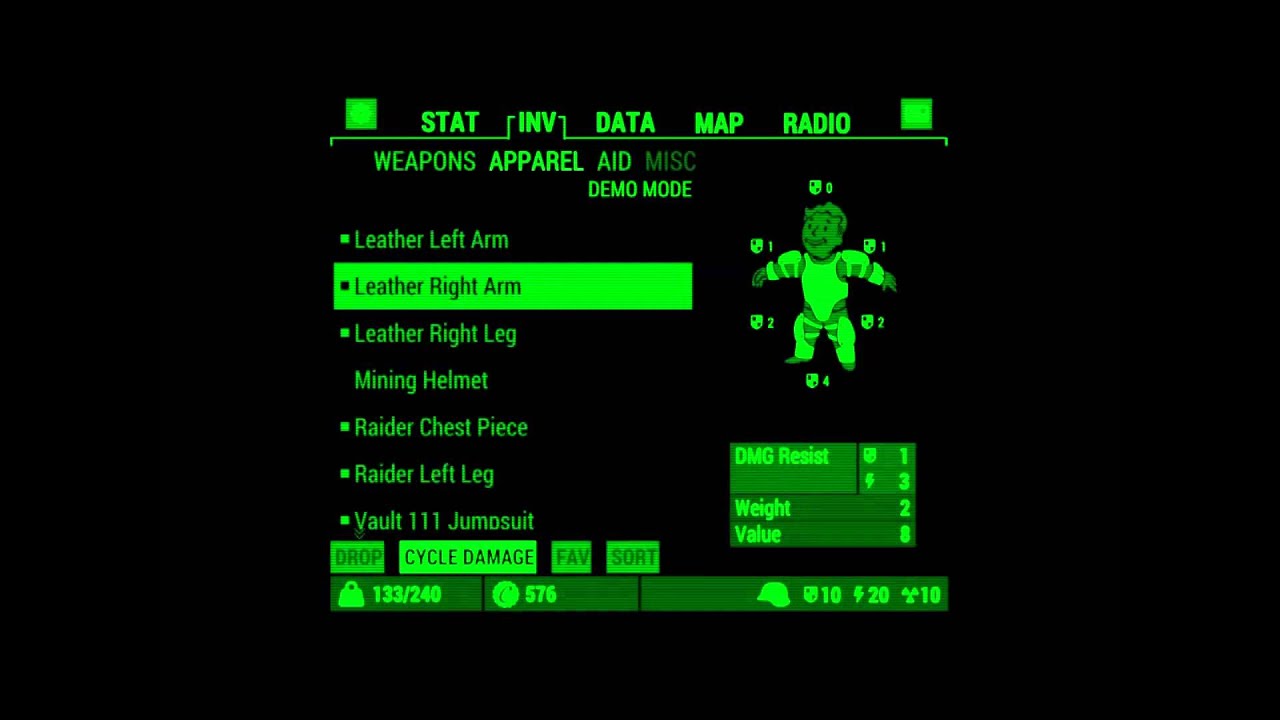 STAT INV DATA MAP RADIO
WEAPONS APPAREL AID MISC
DEMO MODE
Leather Left Arm
Leather Right Arm
Leather Right Leg
Mining Helmet
Raider Chest Piece
Raider Left Leg
Vault 111 Jumpsuit
0
1 1
2 2
4
DMG Resist 1
3
Weight 2
Value 8
DROP CYCLE DAMAGE FAV SORT
133/240 576 10 20 10